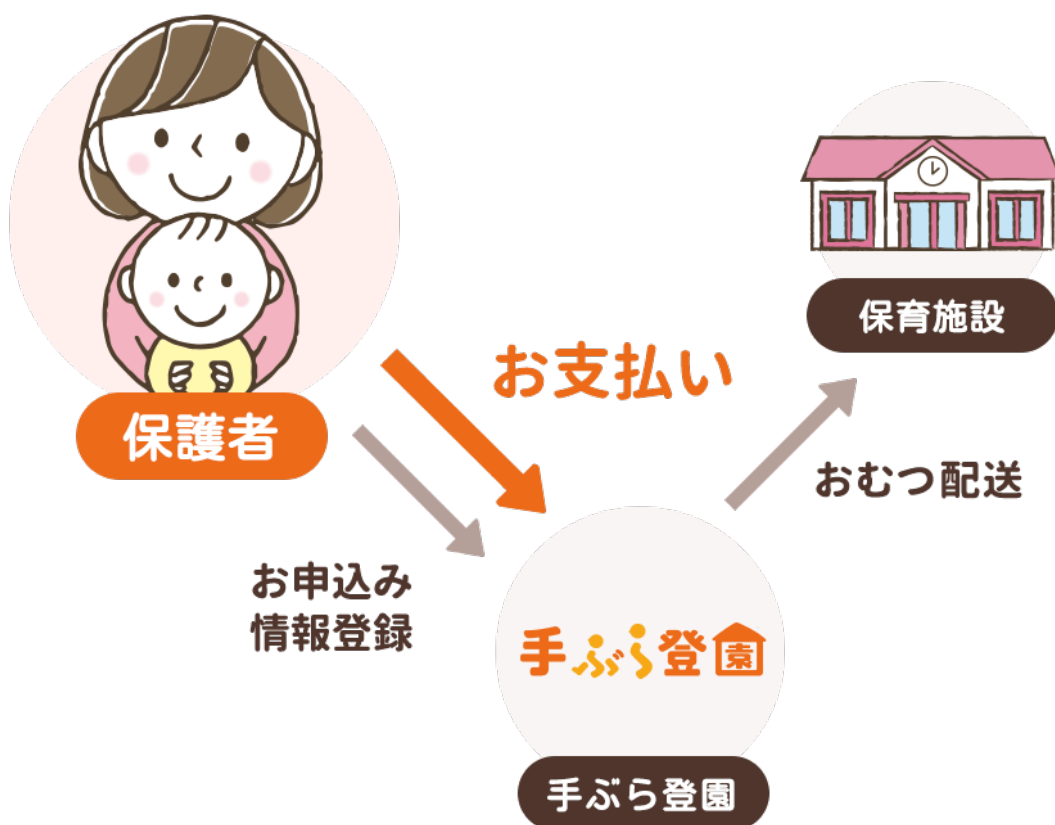 保育施設
お支払い
保護者
おむつ配送
お申込み
情報登録
手ぶら登園
手ぶら登園